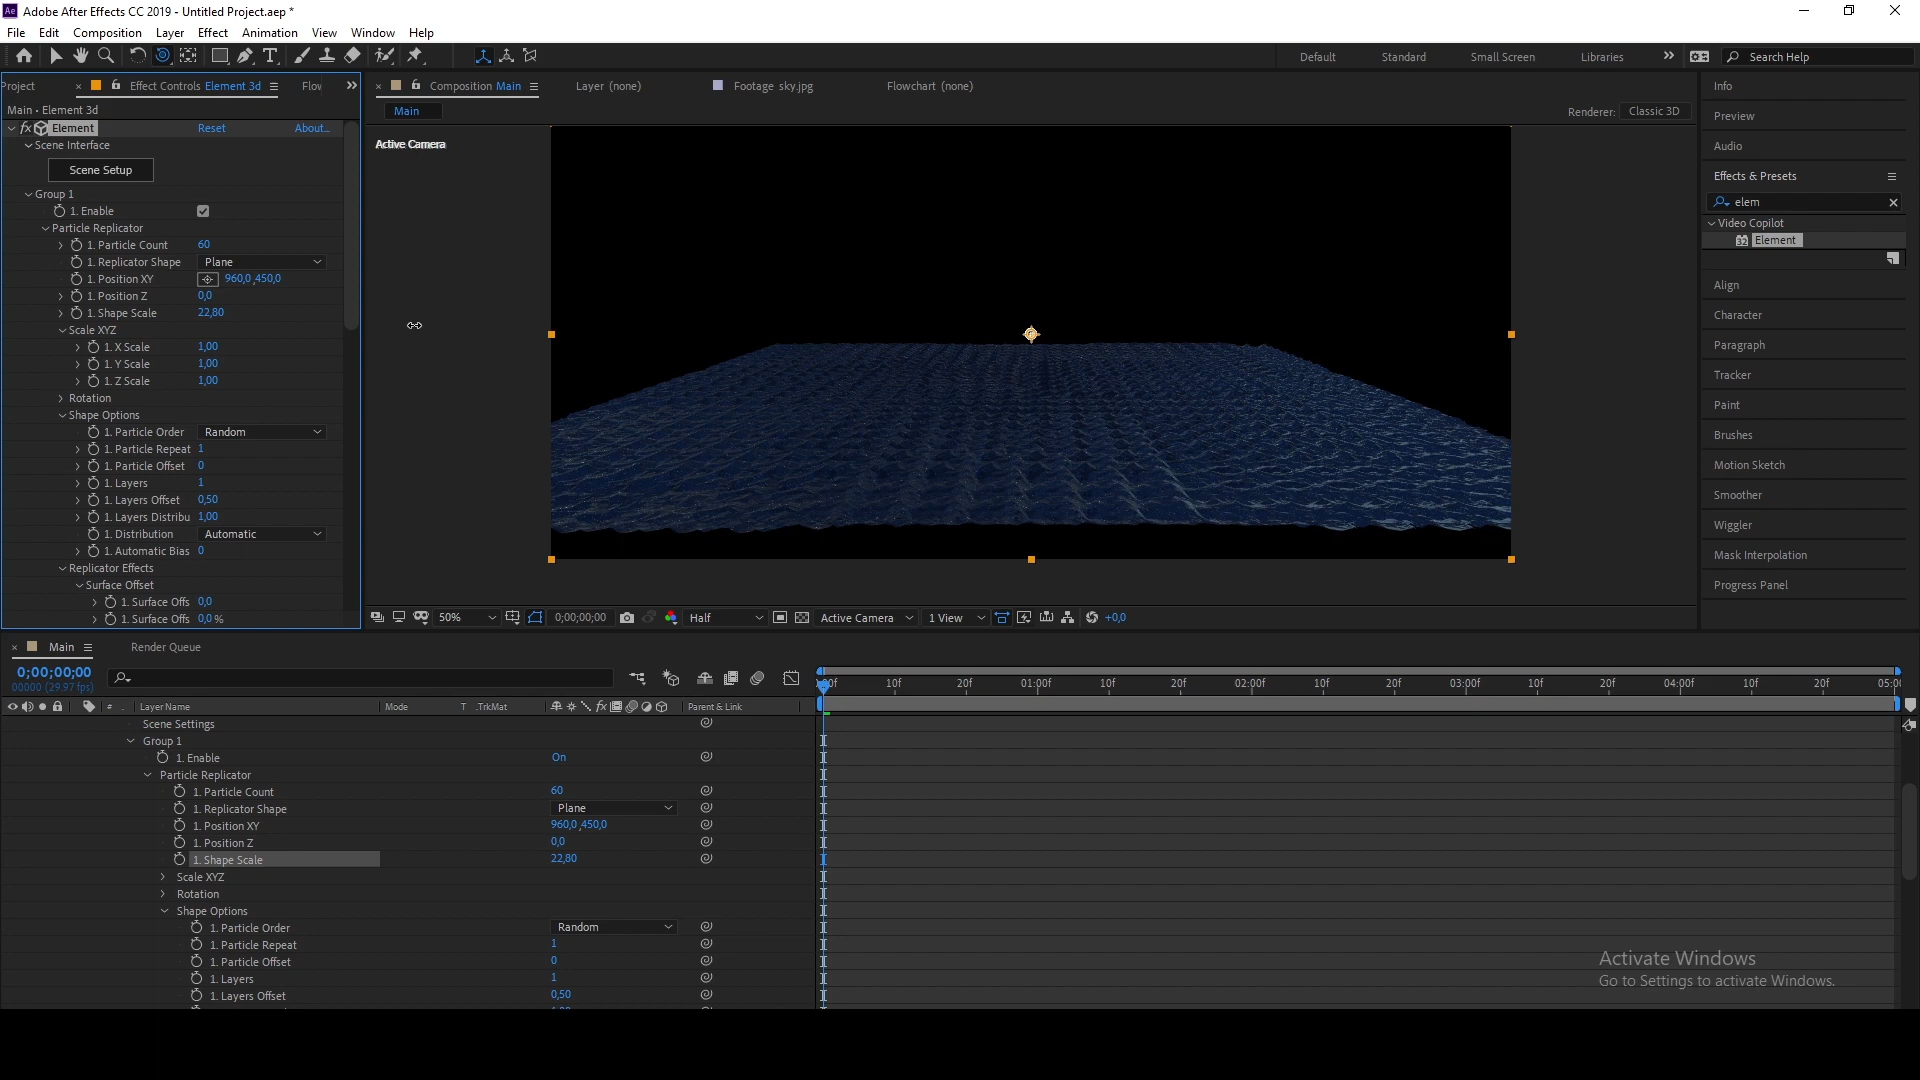 Ae Adobe After Effects CC 2019 - Untitled Project.aep *
File Edit Composition Layer Effect Animation View Window Help
Default Standard Small Screen Libraries Search Help
Project Effect Controls Element 3d Flow
Composition Main Layer (none) Footage sky.jpg Flowchart (none)
Main • Element 3d
Main
Renderer: Classic 3D
fx Element Reset About...
Scene Interface
Scene Setup
Group 1
1. Enable
Particle Replicator
1. Particle Count 60
1. Replicator Shape Plane
1. Position XY 960,0 ,450,0
1. Position Z 0,0
1. Shape Scale 22,80
Scale XYZ
1. X Scale 1,00
1. Y Scale 1,00
1. Z Scale 1,00
Rotation
Shape Options
1. Particle Order Random
1. Particle Repeat 1
1. Particle Offset 0
1. Layers 1
1. Layers Offset 0,50
1. Layers Distribu 1,00
1. Distribution Automatic
1. Automatic Bias 0
Replicator Effects
Surface Offset
1. Surface Offs 0,0
1. Surface Offs 0,0 %
Active Camera
50% 0;00;00;00 Half Active Camera 1 View +0,0
Info
Preview
Audio
Effects & Presets
elem
Video Copilot
32 Element
Align
Character
Paragraph
Tracker
Paint
Brushes
Motion Sketch
Smoother
Wiggler
Mask Interpolation
Progress Panel
Main Render Queue
0;00;00;00
00000 (29.97 fps)
10f 20f 01:00f 10f 20f 02:00f 10f 20f 03:00f 10f 20f 04:00f 10f 20f
# Layer Name Mode T .TrkMat fx Parent & Link
Scene Settings
Group 1
1. Enable On
Particle Replicator
1. Particle Count 60
1. Replicator Shape Plane
1. Position XY 960,0 ,450,0
1. Position Z 0,0
1. Shape Scale 22,80
Scale XYZ
Rotation
Shape Options
1. Particle Order Random
1. Particle Repeat 1
1. Particle Offset 0
1. Layers 1
1. Layers Offset 0,50
Activate Windows
Go to Settings to activate Windows.